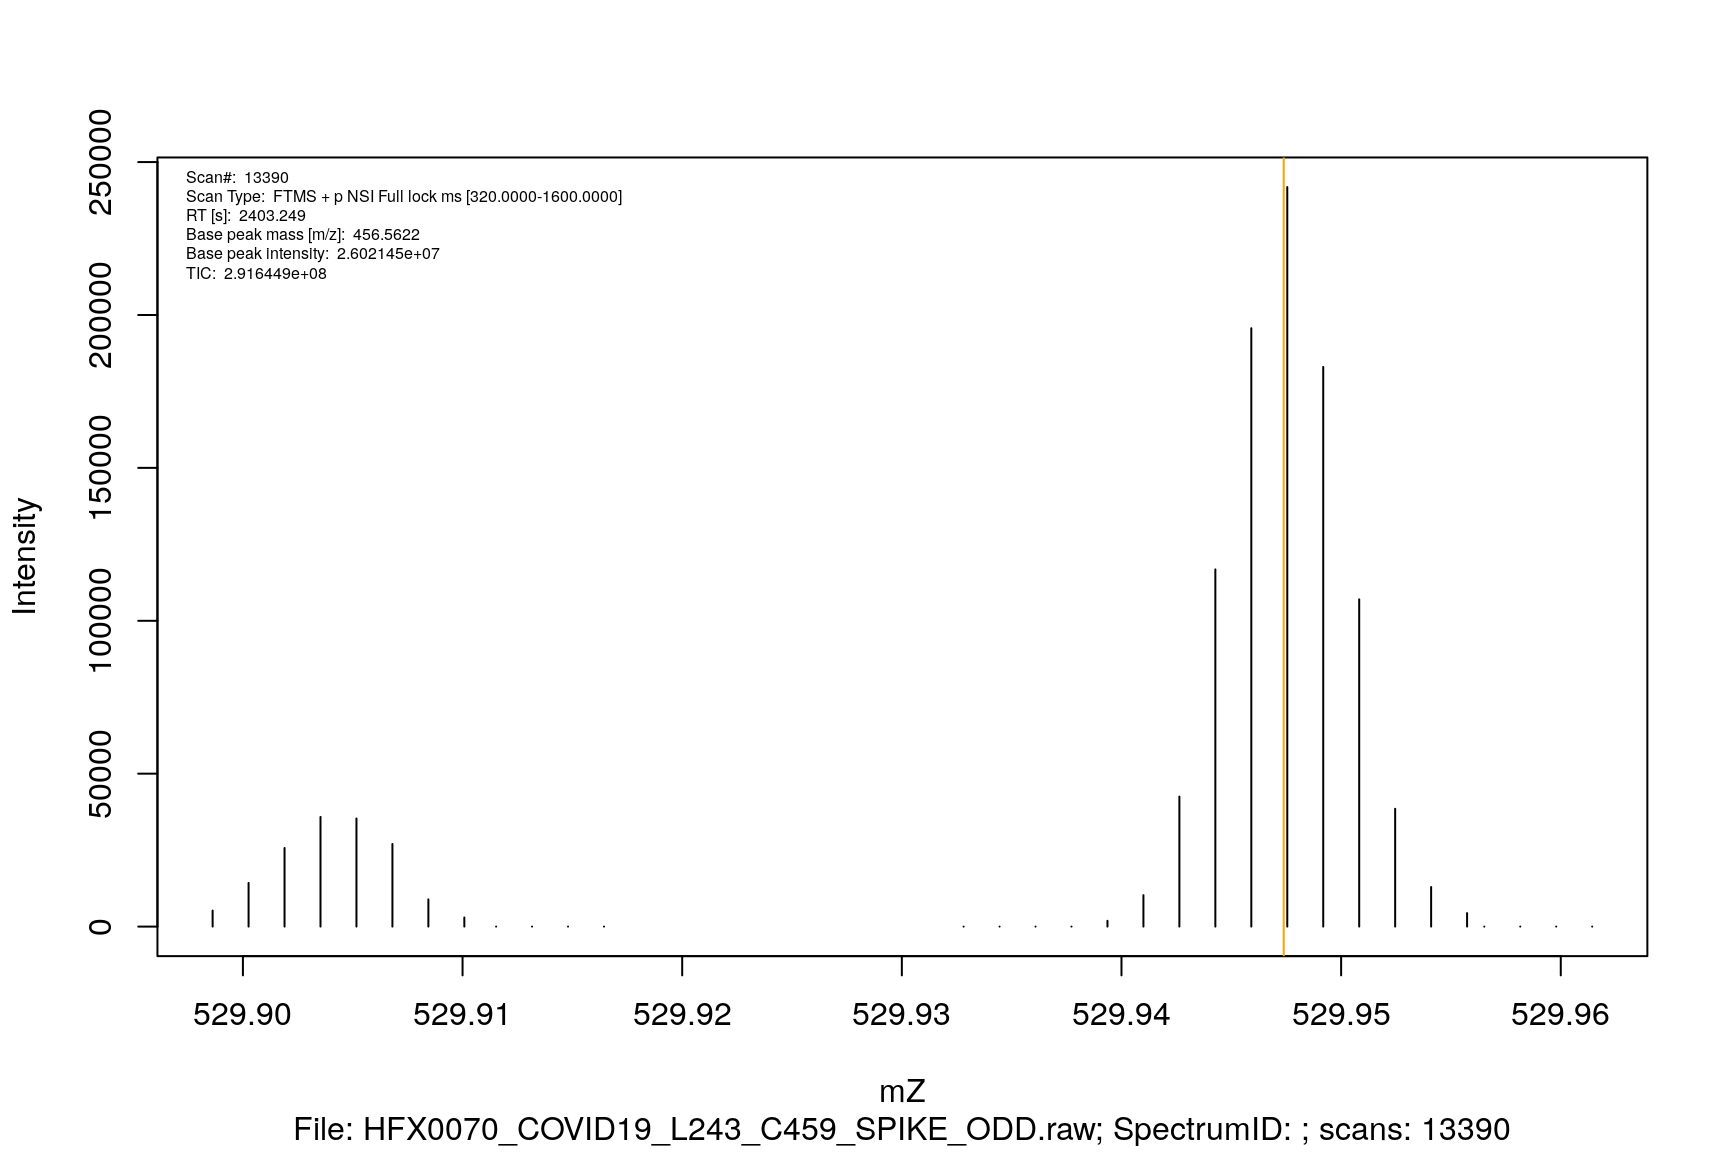 Scan#: 13390
Scan Type: FTMS + p NSI Full lock ms [320.0000-1600.0000]
RT [s]: 2403.249
Base peak mass [m/z]: 456.5622
Base peak intensity: 2.602145e+07
TIC: 2.916449e+08
250000
200000
150000
100000
50000
0
Intensity
529.90 529.91 529.92 529.93 529.94 529.95 529.96
mZ
File: HFX0070_COVID19_L243_C459_SPIKE_ODD.raw; SpectrumID: ; scans: 13390